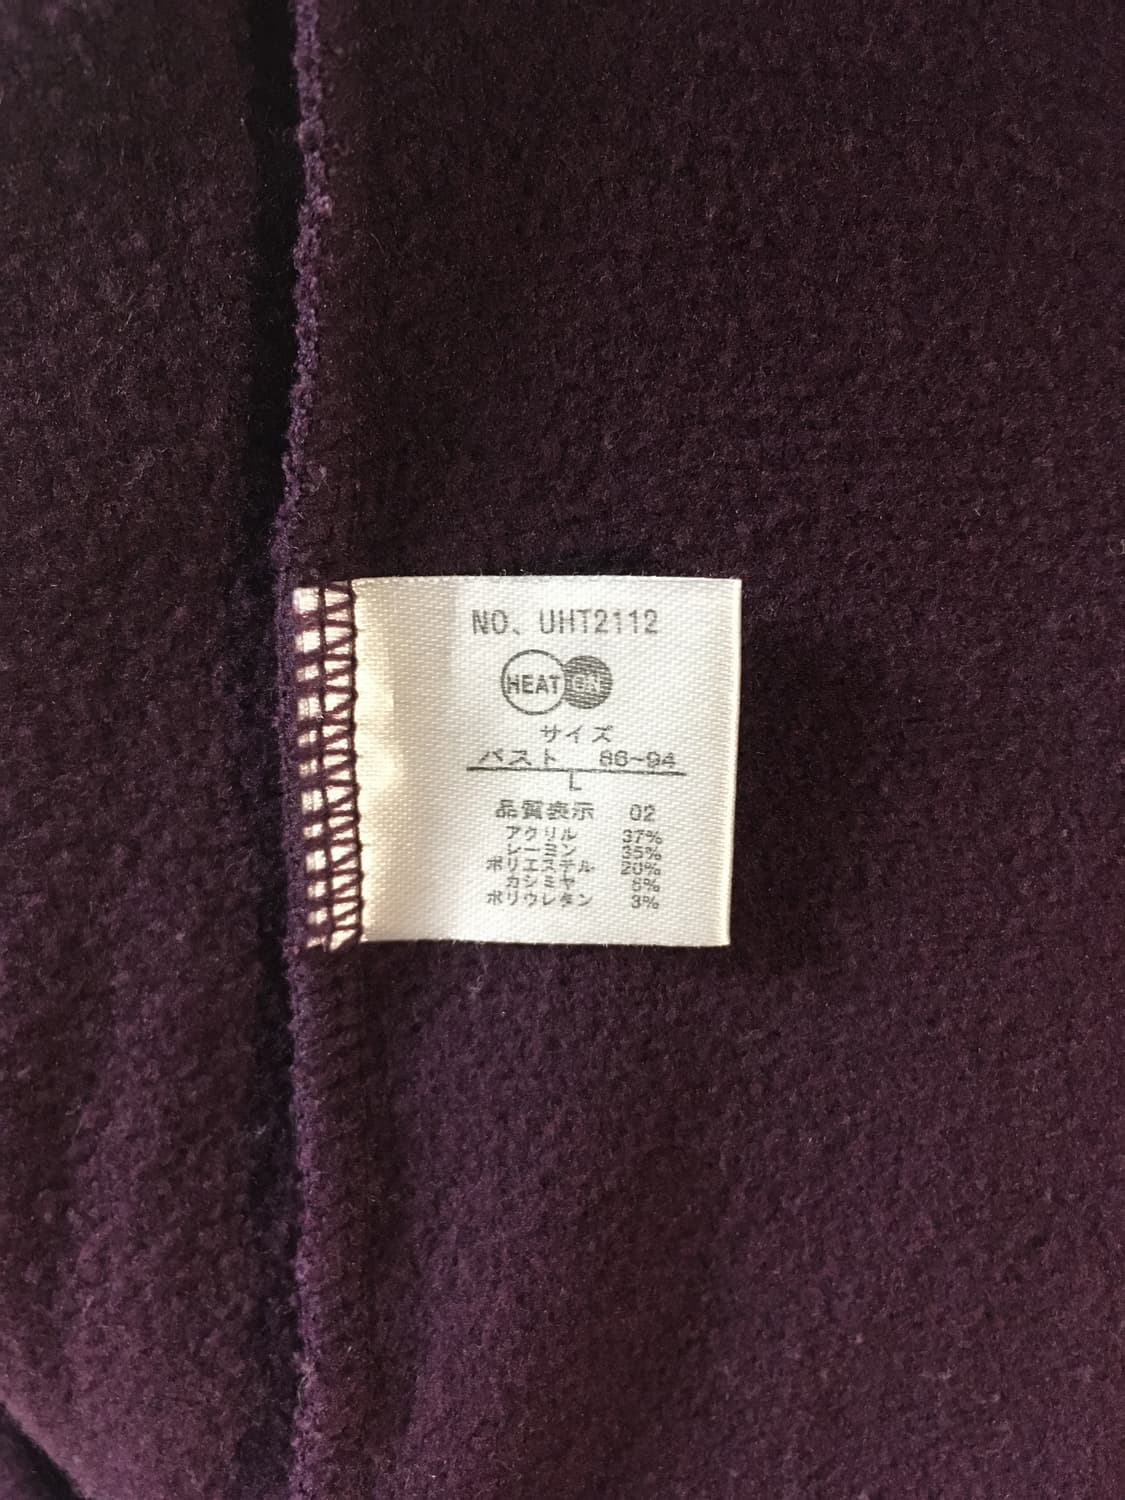 NO、UHT2112
HEAT ON
サイズ
バスト 86-94
L
品質表示 02
アクリル 37%
レーヨン 35%
ポリエステル 20%
カシミヤ 5%
ポリウレタン 3%